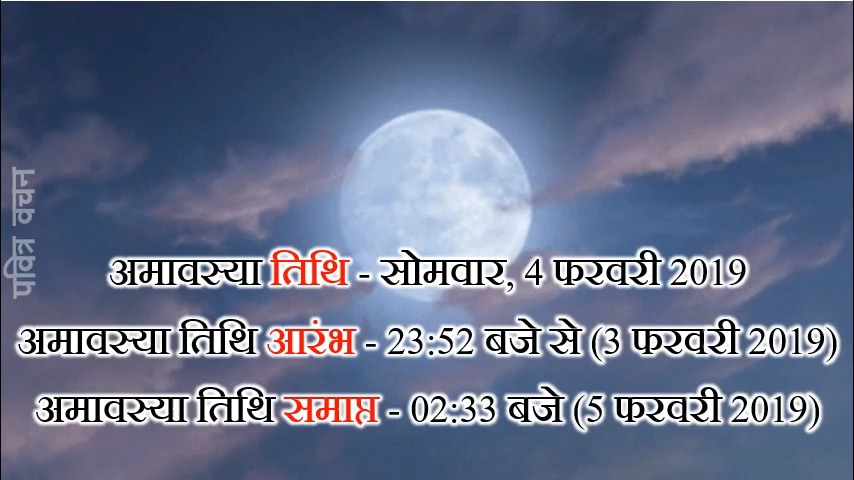 पवित्र वचन
अमावस्या तिथि - सोमवार, 4 फरवरी 2019
अमावस्या तिथि आरंभ - 23:52 बजे से (3 फरवरी 2019)
अमावस्या तिथि समाप्त - 02:33 बजे (5 फरवरी 2019)